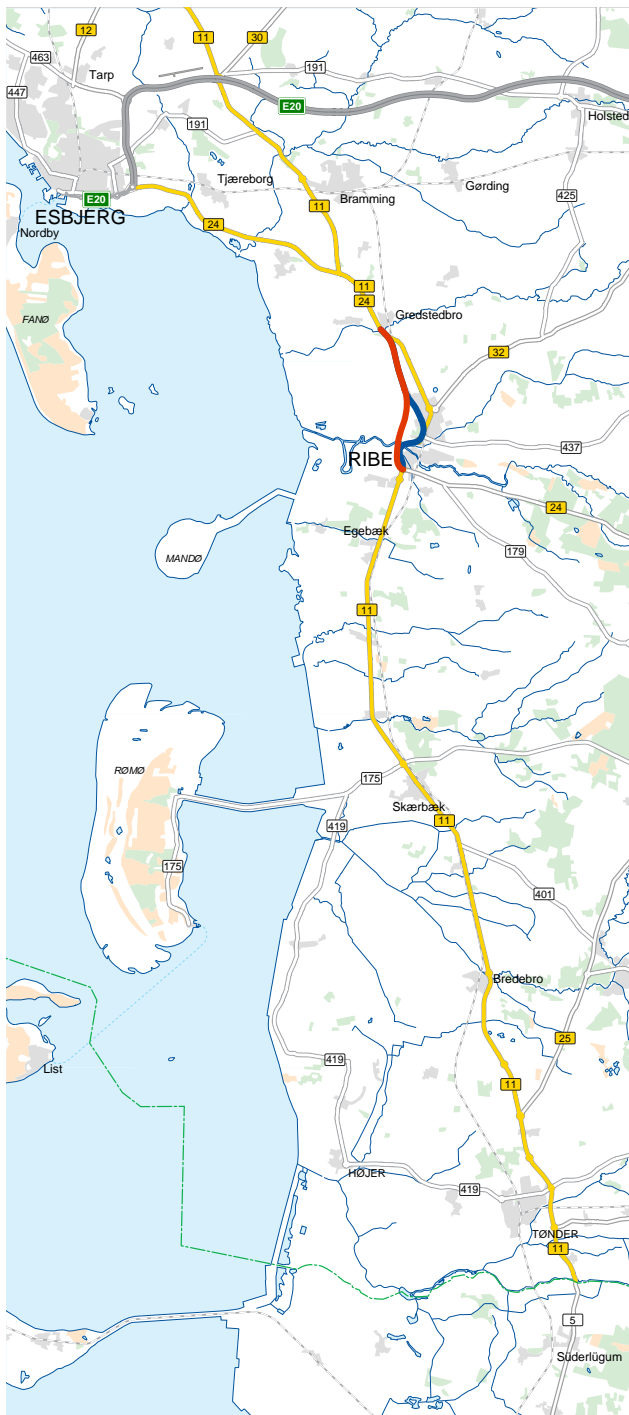 12
11
30
463
Tarp
191
447
E20
Holsted
191
Tjæreborg
Bramming
Gørding
E20
11
425
ESBJERG
24
Nordby
11
24
FANØ
Gredstedbro
32
437
RIBE
24
Egebæk
179
MANDØ
11
RØMØ
175
Skærbæk
419
11
175
401
Bredebro
25
419
List
11
HØJER
419
TØNDER
11
5
Süderlügum